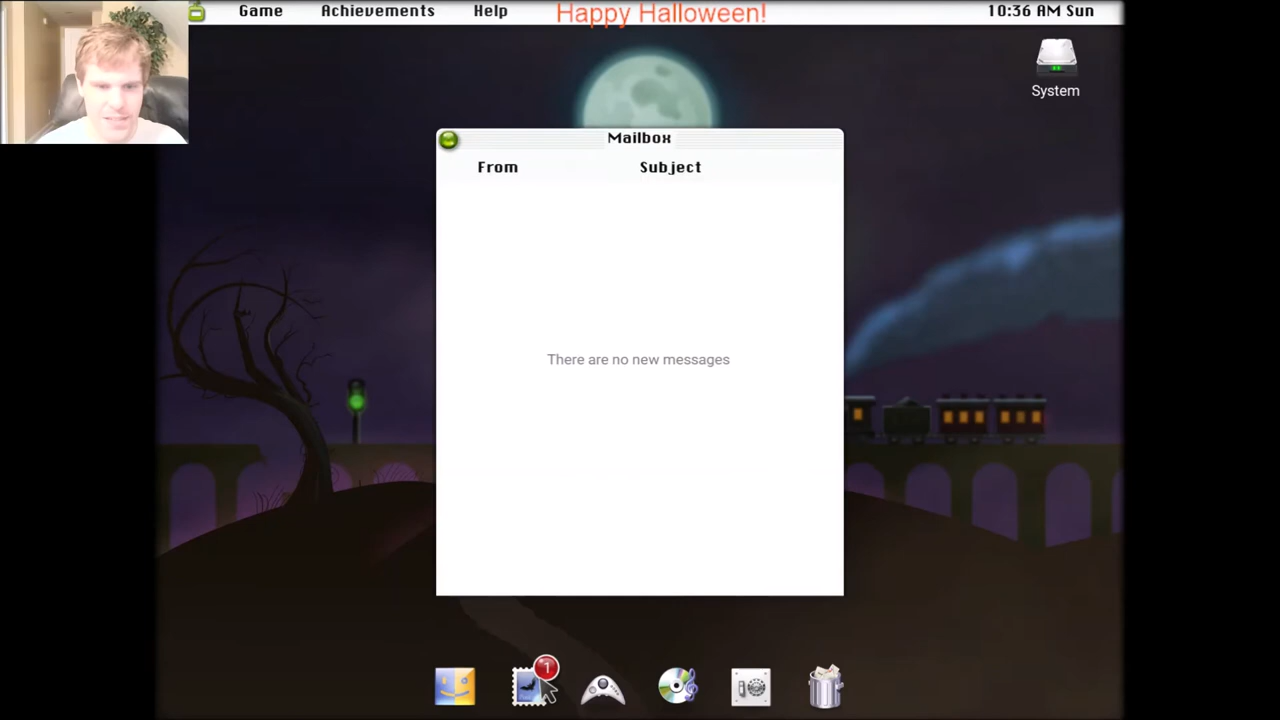 Game Achievements Help Happy Halloween! 10:36 AM Sun
System
Mailbox
From Subject
There are no new messages
1